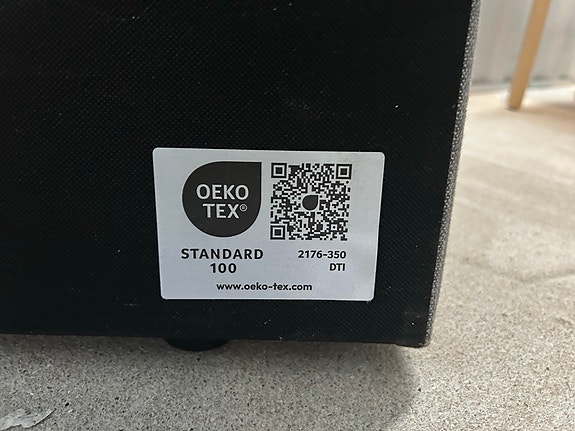 OEKO
TEX®
STANDARD
100
2176-350
DTI
www.oeko-tex.com